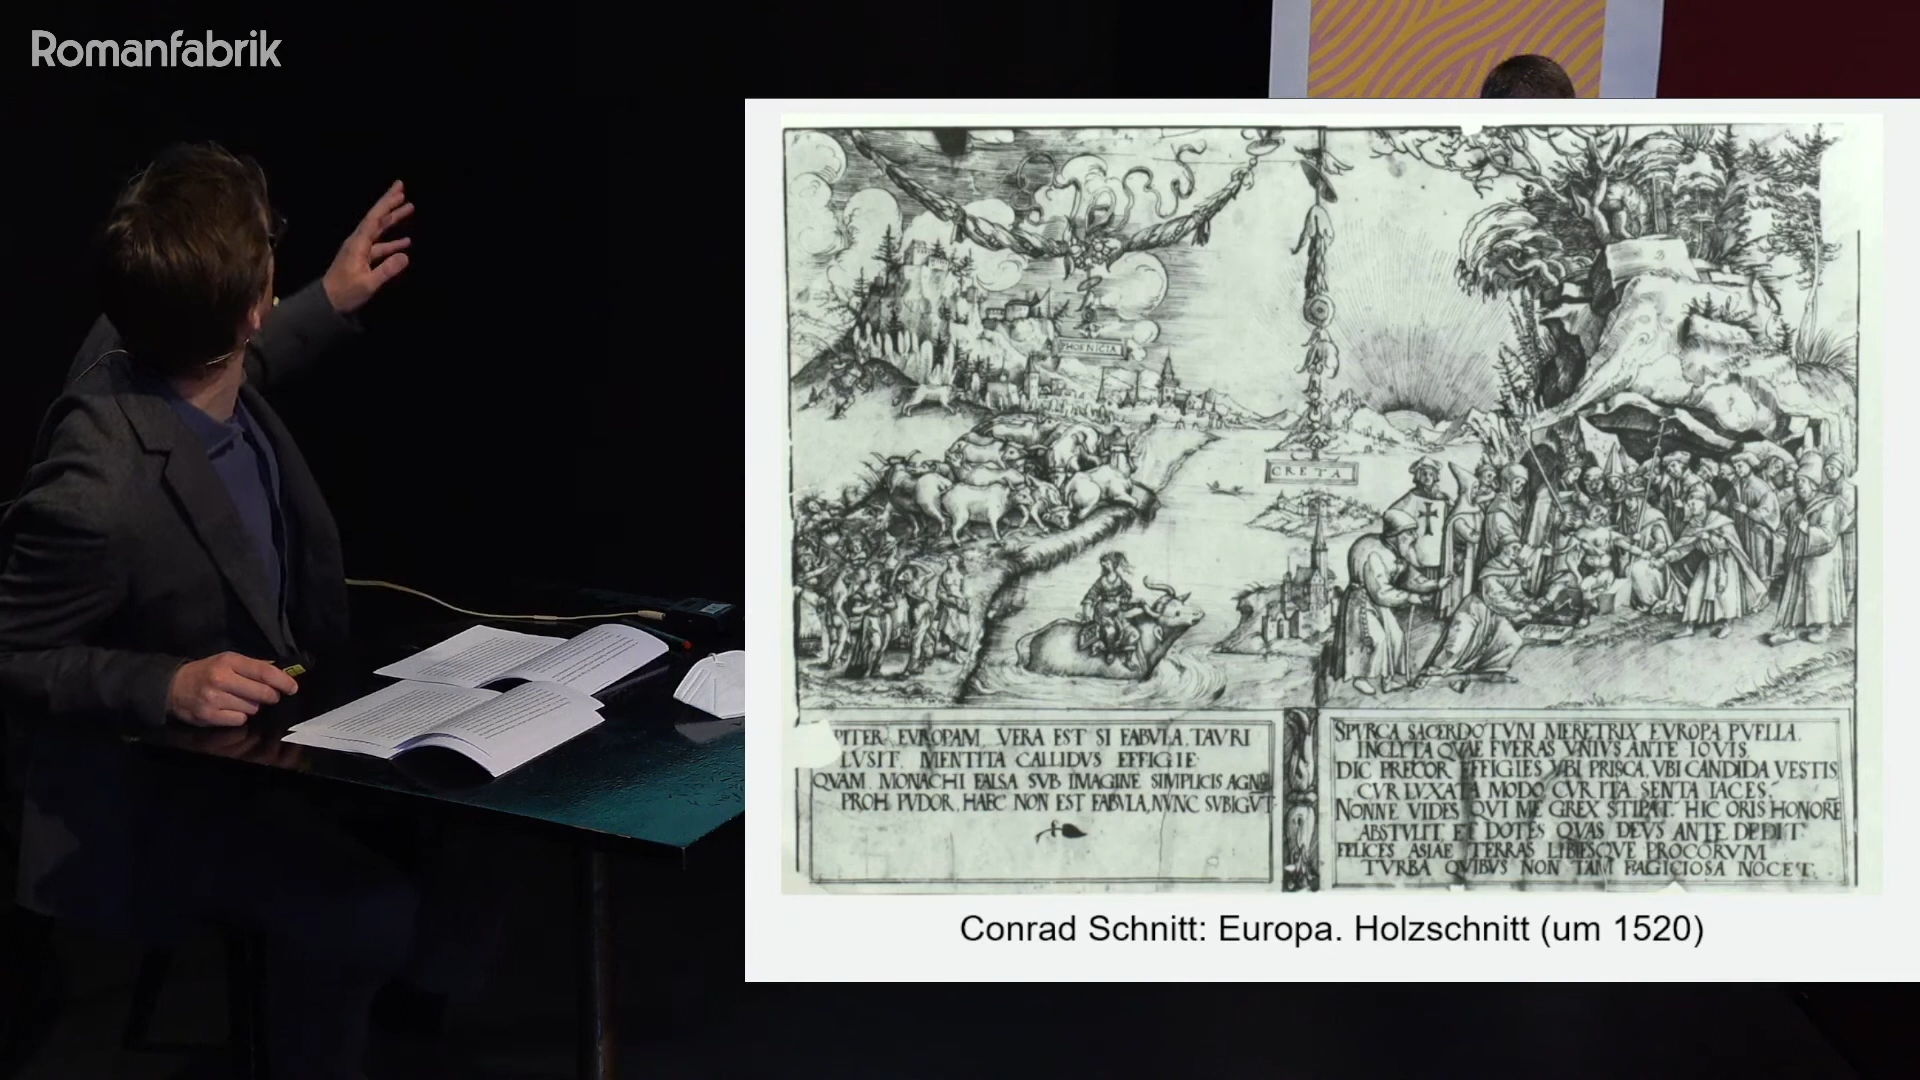 Romanfabrik
PHOENICIA
CRETA
PITER EVROPAM VERA EST SI FABVLA, TAVRI
LVSIT. MENTITA CALLIDVS EFFIGIE
QVAM MONACHI FALSA SVB IMAGINE SIMPLICIS AGNI
PROH PVDOR, HAEC NON EST FABVLA, NVNC SVBIGVT
SPVRCA SACERDOTVM MERETRIX EVROPA PVELLA.
INCLYTA QVAE FVERAS VNIVS ANTE IOVIS
DIC PRECOR EFFIGIES VBI PRISCA, VBI CANDIDA VESTIS
CVR LVXATA MODO CVR ITA SENTA IACES.
NONNE VIDES QVI ME GREX STIPAT. HIC ORIS HONORE
ABSTVLIT ET DOTES QVAS DEVS ANTE DEDIT
FELICES ASIAE TERRAS LIBIESQVE PROCORVM
TVRBA QVIBVS NON TAM FAGICIOSA NOCET.
Conrad Schnitt: Europa. Holzschnitt (um 1520)